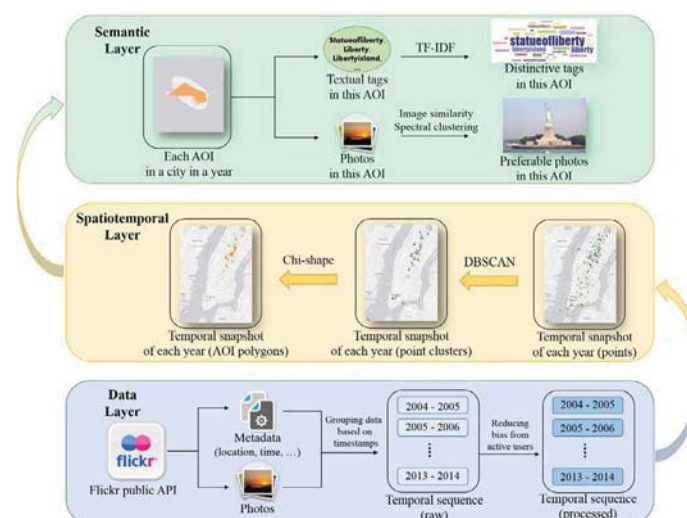 Semantic
Layer
Statueofliberty.
Liberty.
Libertyisland.
...
Textual tags
in this AOI
TF-IDF
statueofliberty
liberty
Distinctive tags
in this AOI
Each AOI
in a city in a year
Photos
in this AOI
Image similarity
Spectral clustering
Preferable photos
in this AOI
Spatiotemporal
Layer
Chi-shape
DBSCAN
Temporal snapshot
of each year (AOI polygons)
Temporal snapshot
of each year (point clusters)
Temporal snapshot
of each year (points)
Data
Layer
flickr
Flickr public API
Metadata
(location, time, ...)
Photos
Grouping data
based on
timestamps
2004 - 2005
2005 - 2006
2013 - 2014
Temporal sequence
(raw)
Reducing
bias from
active users
2004 - 2005
2005 - 2006
2013 - 2014
Temporal sequence
(processed)